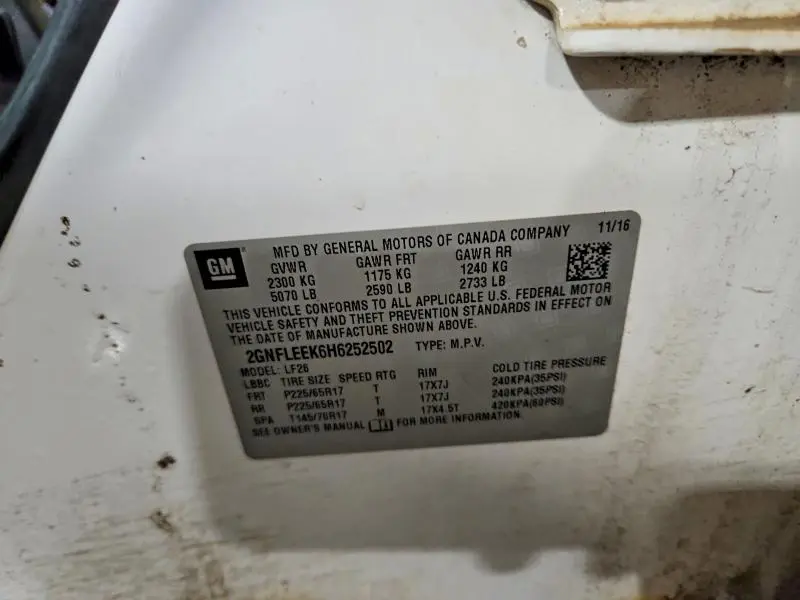 GM
MFD BY GENERAL MOTORS OF CANADA COMPANY 11/16
GVWR GAWR FRT GAWR RR
2300 KG 1175 KG 1240 KG
5070 LB 2590 LB 2733 LB
THIS VEHICLE CONFORMS TO ALL APPLICABLE U.S. FEDERAL MOTOR
VEHICLE SAFETY AND THEFT PREVENTION STANDARDS IN EFFECT ON
THE DATE OF MANUFACTURE SHOWN ABOVE.
2GNFLEEK6H6252502 TYPE: M.P.V.
MODEL: LF26
LBBC TIRE SIZE SPEED RTG RIM COLD TIRE PRESSURE
FRT P225/65R17 T 17X7J 240KPA(35PSI)
RR P225/65R17 T 17X7J 240KPA(35PSI)
SPA T145/70R17 M 17X4.5T 420KPA(60PSI)
SEE OWNER'S MANUAL FOR MORE INFORMATION.